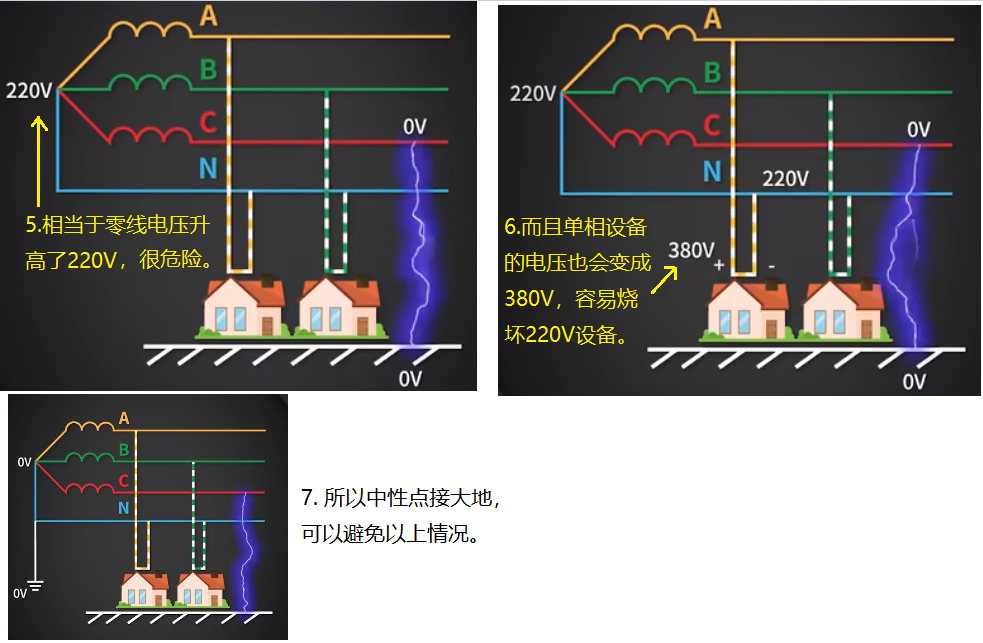 A
220V
B
C
0V
N
5.相当于零线电压升
高了220V，很危险。
0V
A
220V
B
C
0V
N
220V
6.而且单相设备
的电压也会变成
380V，容易烧
坏220V设备。
380V
+
-
0V
A
0V
B
C
N
0V
7. 所以中性点接大地，
可以避免以上情况。